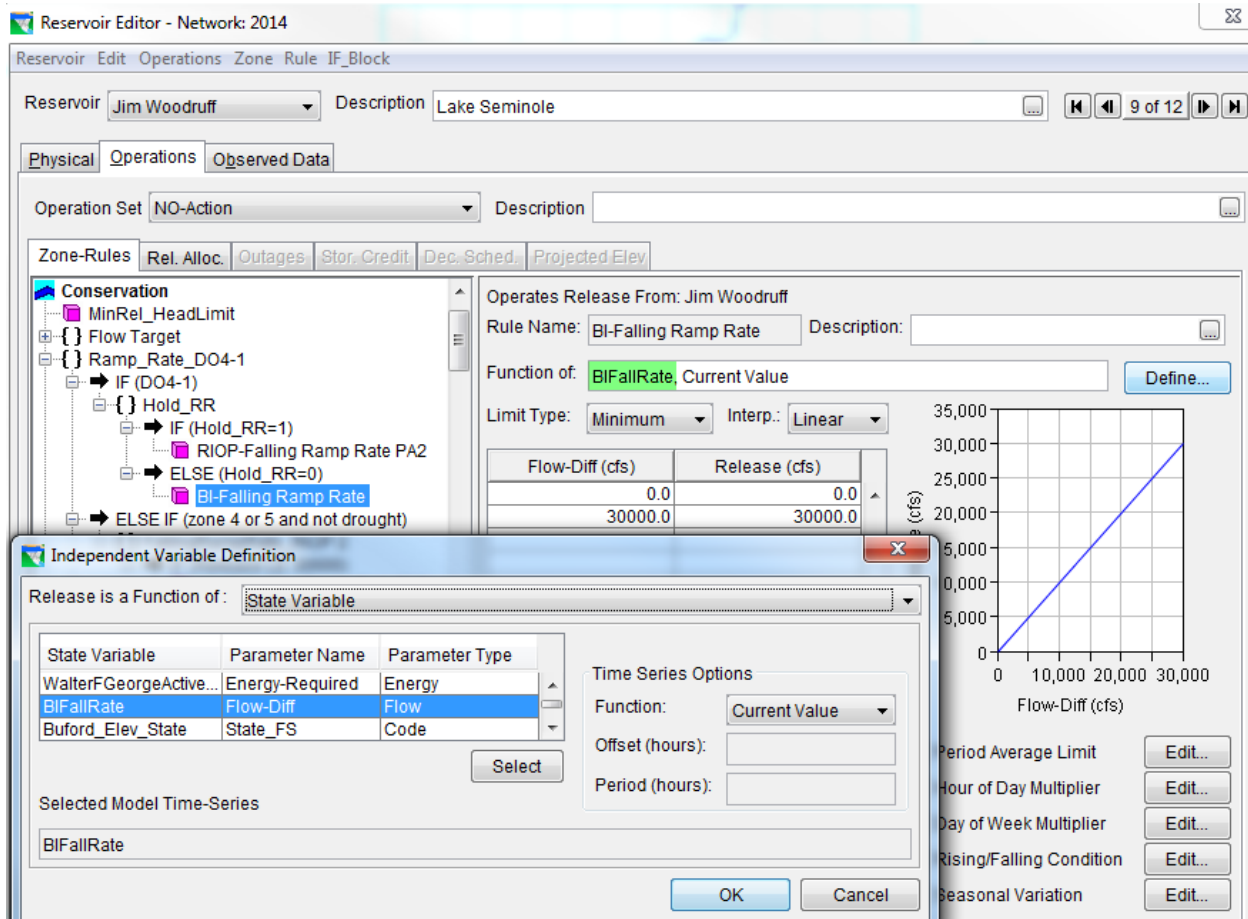 Reservoir Editor - Network: 2014
Reservoir Edit Operations Zone Rule IF_Block
Reservoir Jim Woodruff Description Lake Seminole ... 9 of 12
Physical Operations Observed Data
Operation Set NO-Action Description ...
Zone-Rules Rel. Alloc. Outages Stor. Credit Dec. Sched. Projected Elev
Conservation
MinRel_HeadLimit
{ } Flow Target
{ } Ramp_Rate_DO4-1
IF (DO4-1)
{ } Hold_RR
IF (Hold_RR=1)
RIOP-Falling Ramp Rate PA2
ELSE (Hold_RR=0)
BI-Falling Ramp Rate
ELSE IF (zone 4 or 5 and not drought)
Operates Release From: Jim Woodruff
Rule Name: BI-Falling Ramp Rate Description: ...
Function of: BIFallRate, Current Value Define...
Limit Type: Minimum Interp.: Linear
Flow-Diff (cfs) Release (cfs)
0.0 0.0
30000.0 30000.0
35,000
30,000
25,000
20,000
5,000
0,000
5,000
0
(cfs)
0 10,000 20,000 30,000
Flow-Diff (cfs)
Period Average Limit Edit...
Hour of Day Multiplier Edit...
Day of Week Multiplier Edit...
Rising/Falling Condition Edit...
Seasonal Variation Edit...
Independent Variable Definition
Release is a Function of : State Variable
State Variable Parameter Name Parameter Type
WalterFGeorgeActive... Energy-Required Energy
BIFallRate Flow-Diff Flow
Buford_Elev_State State_FS Code
Select
Time Series Options
Function: Current Value
Offset (hours):
Period (hours):
Selected Model Time-Series
BIFallRate
OK Cancel